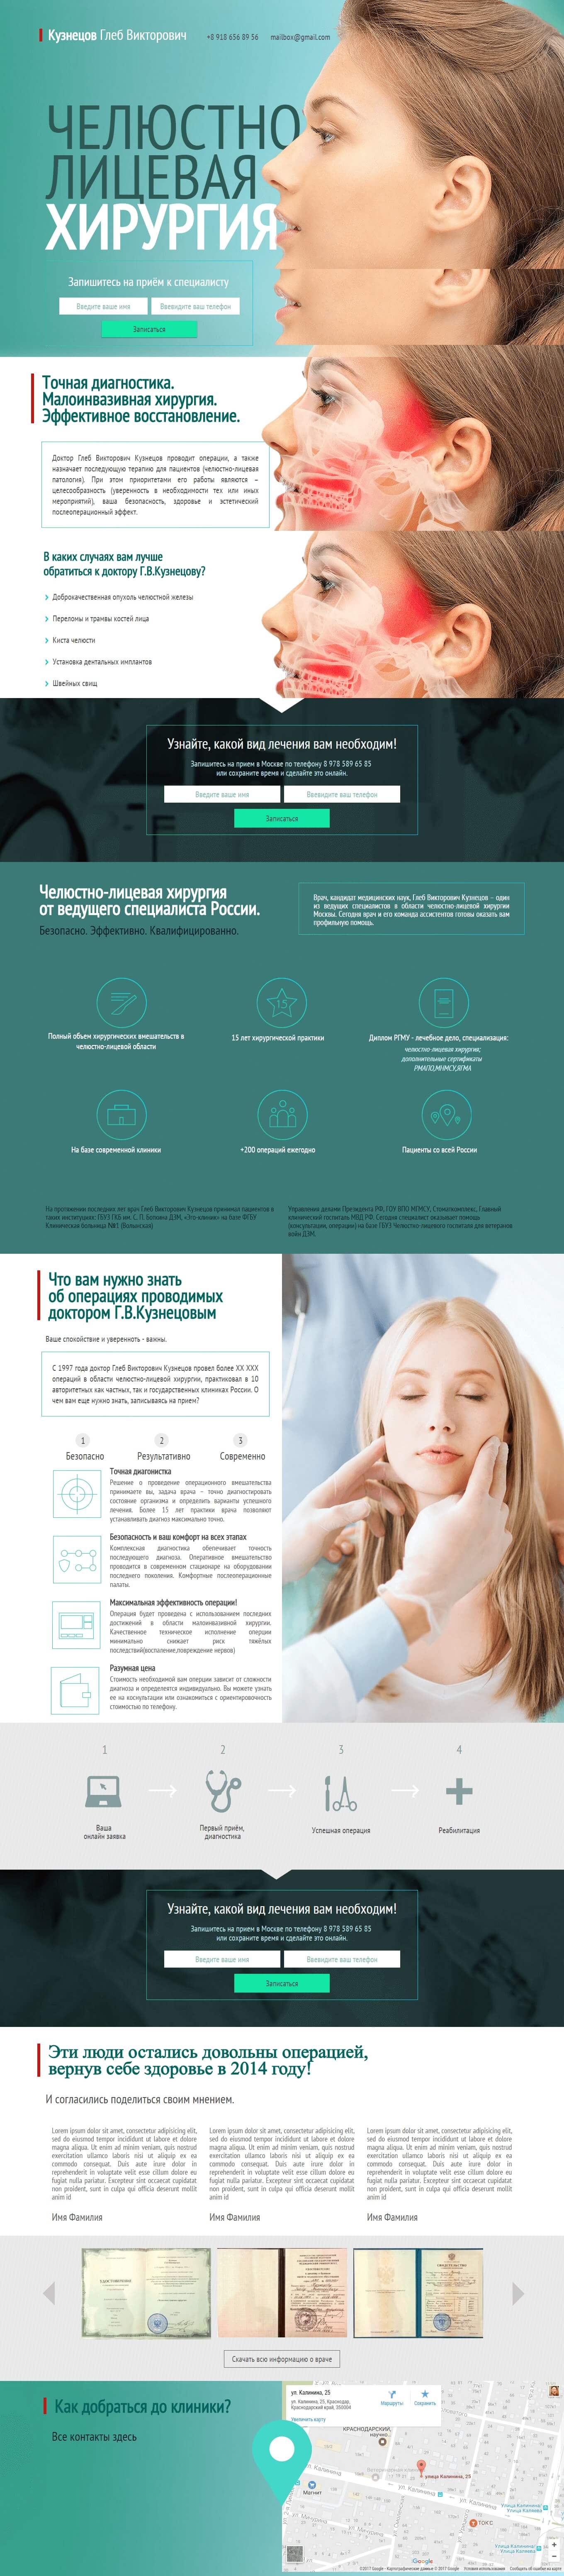 Кузнецов Глеб Викторович
+8 918 656 89 56 mailbox@gmail.com
ЧЕЛЮСТНО
ЛИЦЕВАЯ
ХИРУРГИЯ
Запишитесь на приём к специалисту
Введите ваше имя
Ввевидите ваш телефон
Записаться
Точная диагностика.
Малоинвазивная хирургия.
Эффективное восстановление.
Доктор Глеб Викторович Кузнецов проводит операции, а также
назначает последующую терапию для пациентов (челюстно-лицевая
патология). При этом приоритетами его работы являются –
целесообразность (уверенность в необходимости тех или иных
мероприятий), ваша безопасность, здоровье и эстетический
послеоперационный эффект.
В каких случаях вам лучше
обратиться к доктору Г.В.Кузнецову?
Доброкачественная опухоль челюстной железы
Переломы и трамвы костей лица
Киста челюсти
Установка дентальных имплантов
Швейных свищ
Узнайте, какой вид лечения вам необходим!
Запишитесь на прием в Москве по телефону 8 978 589 65 85
или сохраните время и сделайте это онлайн.
Введите ваше имя
Ввевидите ваш телефон
Записаться
Челюстно-лицевая хирургия
от ведущего специалиста России.
Безопасно. Эффективно. Квалифицированно.
Врач, кандидат медицинских наук, Глеб Викторович Кузнецов – один
из ведущих специалистов в области челюстно-лицевой хирургии
Москвы. Сегодня врач и его команда ассистентов готовы оказать вам
профильную помощь.
15
Полный объем хирургических вмешательств в
челюстно-лицевой области
15 лет хирургической практики
Диплом РГМУ - лечебное дело, специализация:
челюстно-лицевая хирургия;
дополнительные сертификаты
РМАПО,МНМСУ,ЯГМА
На базе современной клиники
+200 операций ежегодно
Пациенты со всей России
На протяжении последних лет врач Глеб Викторович Кузнецов принимал пациентов в
таких институциях: ГБУЗ ГКБ им. С. П. Боткина ДЗМ, «Эго-клиник» на базе ФГБУ
Клиническая больница №1 (Волынская)
Управления делами Президента РФ, ГОУ ВПО МГМСУ, Стоматкомплекс, Главный
клинический госпиталь МВД РФ. Сегодня специалист оказывает помощь
(консультации, операции) на базе ГБУЗ Челюстно-лицевого госпиталя для ветеранов
войн ДЗМ.
Что вам нужно знать
об операциях проводимых
доктором Г.В.Кузнецовым
Ваше спокойствие и увереннoть - важны.
С 1997 года доктор Глеб Викторович Кузнецов провел более XX XXX
операций в области челюстно-лицевой хирургии, практиковал в 10
авторитетных как частных, так и государственных клиниках России. О
чем вам еще нужно знать, записываясь на прием?
1 2 3
Безопасно Результативно Современно
Точная диагонистка
Решение о проведение операционного вмешательства
принимаете вы, задача врача – точно диагностировать
состояние организма и определить варианты успешного
лечения. Более 15 лет практики врача позволяют
устанавливать диагноз максимально точно.
Безопасность и ваш комфорт на всех этапах
Комплексная диагностика обепечивает точность
последующего диагноза. Оперативное вмешательство
проводится в современном стационаре на оборудовании
последнего поколения. Комфортные послеоперационные
палаты.
Максимальная эффективность операции!
Операция будет проведена с использованием последних
достижений в области малоинвазивной хирургии.
Качественное техническое исполнение оперции
минимально снижает риск тяжёлых
последствий(воспаление,повреждение нервов)
Разумная цена
Стоимость необходимой вам оперции зависит от сложности
диагноза и определеятся индивидуально. Вы можете узнать
ее на коснультации или ознакомиться с ориентировочность
стоимостью по телефону.
1 2 3 4
Ваша
онлайн заявка
Первый приём,
диагностика
Успешная операция
Реабилитация
Узнайте, какой вид лечения вам необходим!
Запишитесь на прием в Москве по телефону 8 978 589 65 85
или сохраните время и сделайте это онлайн.
Введите ваше имя
Ввевидите ваш телефон
Записаться
Эти люди остались довольны операцией,
вернув себе здоровье в 2014 году!
И согласились поделиться своим мнением.
Lorem ipsum dolor sit amet, consectetur adipisicing elit,
sed do eiusmod tempor incididunt ut labore et dolore
magna aliqua. Ut enim ad minim veniam, quis nostrud
exercitation ullamco laboris nisi ut aliquip ex ea
commodo consequat. Duis aute irure dolor in
reprehenderit in voluptate velit esse cillum dolore eu
fugiat nulla pariatur. Excepteur sint occaecat cupidatat
non proident, sunt in culpa qui officia deserunt mollit
anim id
Имя Фамилия
Lorem ipsum dolor sit amet, consectetur adipisicing elit,
sed do eiusmod tempor incididunt ut labore et dolore
magna aliqua. Ut enim ad minim veniam, quis nostrud
exercitation ullamco laboris nisi ut aliquip ex ea
commodo consequat. Duis aute irure dolor in
reprehenderit in voluptate velit esse cillum dolore eu
fugiat nulla pariatur. Excepteur sint occaecat cupidatat
non proident, sunt in culpa qui officia deserunt mollit
anim id
Имя Фамилия
Lorem ipsum dolor sit amet, consectetur adipisicing elit,
sed do eiusmod tempor incididunt ut labore et dolore
magna aliqua. Ut enim ad minim veniam, quis nostrud
exercitation ullamco laboris nisi ut aliquip ex ea
commodo consequat. Duis aute irure dolor in
reprehenderit in voluptate velit esse cillum dolore eu
fugiat nulla pariatur. Excepteur sint occaecat cupidatat
non proident, sunt in culpa qui officia deserunt mollit
anim id
Имя Фамилия
УДОСТОВЕРЕНИЕ
СВИДЕТЕЛЬСТВО
Скачать всю информацию о враче
Как добраться до клиники?
Все контакты здесь
ул. Калинина, 25
ул. Калинина, 25, Краснодар,
Краснодарский край, 350004
Маршруты Сохранить
Увеличить карту
КРАСНОДАРСКИЙ,
научно...
улица Калинина, 25
ул. Калинина
Магнит
ул. Калинина
ул. Калинина
ул. Мичурина
Улица Калинина
Улица Калинина
ТОКС
Улица Калинина
Улица Калинина
Google
©2017 Google - Картографические данные © 2017 Google Условия использования Сообщить об ошибке на карте